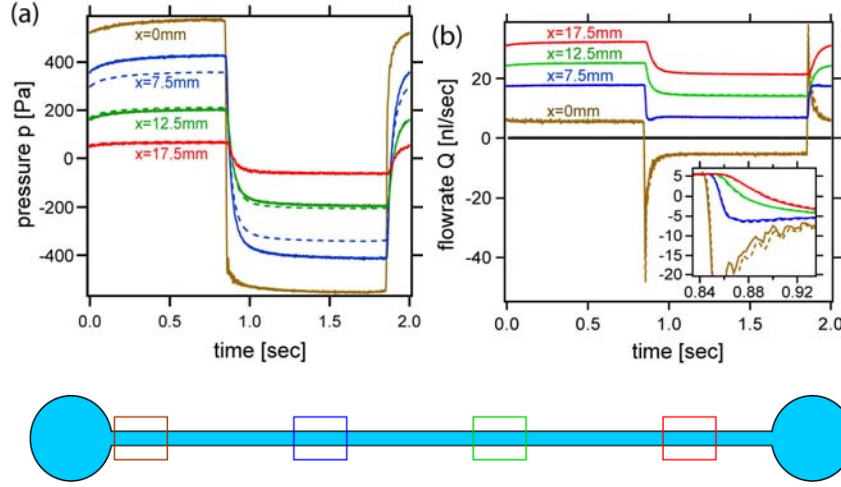 (a)
pressure p [Pa]
400
200
0
-200
-400
x=0mm
x=7.5mm
x=12.5mm
x=17.5mm
0.0 0.5 1.0 1.5 2.0
time [sec]
(b)
flowrate Q [nl/sec]
20
0
-20
-40
x=17.5mm
x=12.5mm
x=7.5mm
x=0mm
5
0
-5
-10
-15
-20
0.84 0.88 0.92
0.0 0.5 1.0 1.5 2.0
time [sec]